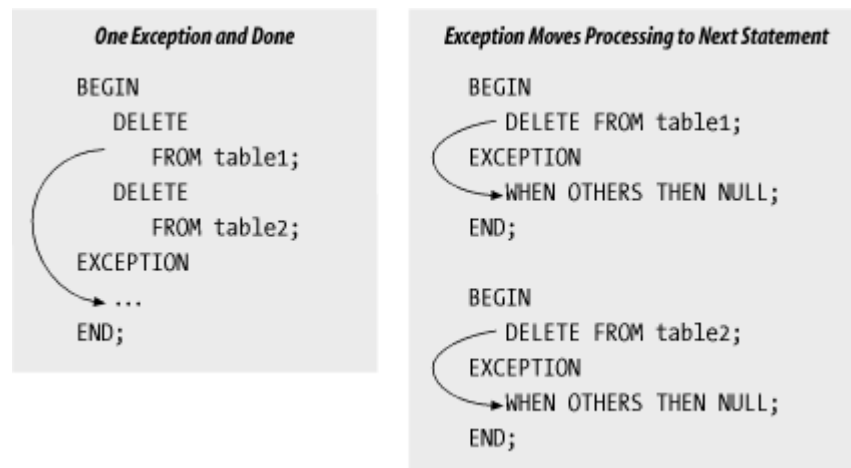 One Exception and Done
BEGIN
DELETE
FROM table1;
DELETE
FROM table2;
EXCEPTION
...
END;
Exception Moves Processing to Next Statement
BEGIN
DELETE FROM table1;
EXCEPTION
WHEN OTHERS THEN NULL;
END;
BEGIN
DELETE FROM table2;
EXCEPTION
WHEN OTHERS THEN NULL;
END;